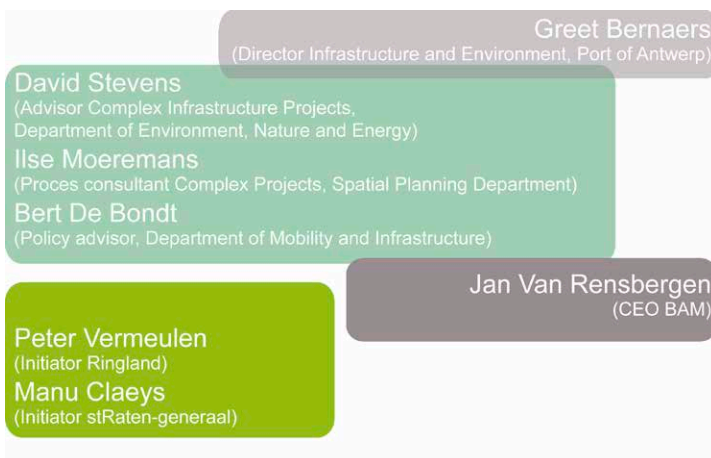 Greet Bernaers
(Director Infrastructure and Environment, Port of Antwerp)
David Stevens
(Advisor Complex Infrastructure Projects,
Department of Environment, Nature and Energy)
Ilse Moeremans
(Proces consultant Complex Projects, Spatial Planning Department)
Bert De Bondt
(Policy advisor, Department of Mobility and Infrastructure)
Jan Van Rensbergen
(CEO BAM)
Peter Vermeulen
(Initiator Ringland)
Manu Claeys
(Initiator stRaten-generaal)